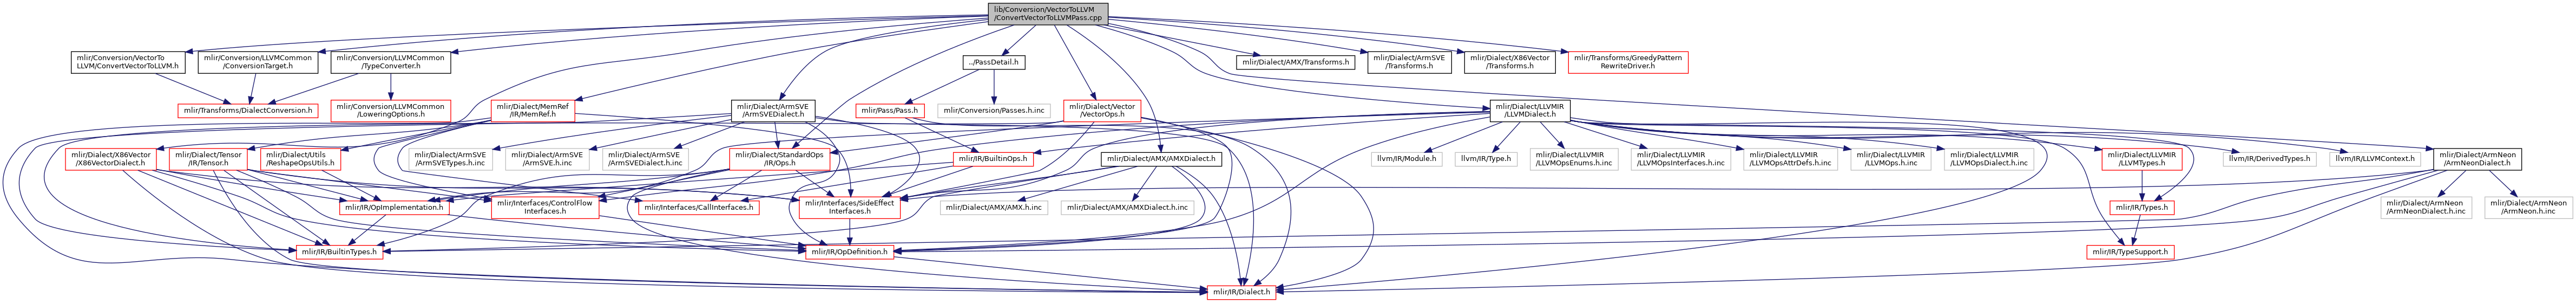 lib/Conversion/VectorToLLVM
/ConvertVectorToLLVMPass.cpp
mlir/Conversion/VectorTo
LLVM/ConvertVectorToLLVM.h
mlir/Conversion/LLVMCommon
/ConversionTarget.h
mlir/Conversion/LLVMCommon
/TypeConverter.h
../PassDetail.h
mlir/Dialect/AMX/Transforms.h
mlir/Dialect/ArmSVE
/Transforms.h
mlir/Dialect/X86Vector
/Transforms.h
mlir/Transforms/GreedyPattern
RewriteDriver.h
mlir/Transforms/DialectConversion.h
mlir/Conversion/LLVMCommon
/LoweringOptions.h
mlir/Dialect/MemRef
/IR/MemRef.h
mlir/Dialect/ArmSVE
/ArmSVEDialect.h
mlir/Pass/Pass.h
mlir/Conversion/Passes.h.inc
mlir/Dialect/Vector
/VectorOps.h
mlir/Dialect/LLVMIR
/LLVMDialect.h
mlir/Dialect/X86Vector
/X86VectorDialect.h
mlir/Dialect/Tensor
/IR/Tensor.h
mlir/Dialect/Utils
/ReshapeOpsUtils.h
mlir/Dialect/ArmSVE
/ArmSVETypes.h.inc
mlir/Dialect/ArmSVE
/ArmSVE.h.inc
mlir/Dialect/ArmSVE
/ArmSVEDialect.h.inc
mlir/Dialect/StandardOps
/IR/Ops.h
mlir/IR/BuiltinOps.h
mlir/Dialect/AMX/AMXDialect.h
llvm/IR/Module.h
llvm/IR/Type.h
mlir/Dialect/LLVMIR
/LLVMOpsEnums.h.inc
mlir/Dialect/LLVMIR
/LLVMOpsInterfaces.h.inc
mlir/Dialect/LLVMIR
/LLVMOpsAttrDefs.h.inc
mlir/Dialect/LLVMIR
/LLVMOps.h.inc
mlir/Dialect/LLVMIR
/LLVMOpsDialect.h.inc
mlir/Dialect/LLVMIR
/LLVMTypes.h
llvm/IR/DerivedTypes.h
llvm/IR/LLVMContext.h
mlir/Dialect/ArmNeon
/ArmNeonDialect.h
mlir/IR/OpImplementation.h
mlir/Interfaces/ControlFlow
Interfaces.h
mlir/Interfaces/CallInterfaces.h
mlir/Interfaces/SideEffect
Interfaces.h
mlir/Dialect/AMX/AMX.h.inc
mlir/Dialect/AMX/AMXDialect.h.inc
mlir/IR/Types.h
mlir/Dialect/ArmNeon
/ArmNeonDialect.h.inc
mlir/Dialect/ArmNeon
/ArmNeon.h.inc
mlir/IR/BuiltinTypes.h
mlir/IR/OpDefinition.h
mlir/IR/TypeSupport.h
mlir/IR/Dialect.h